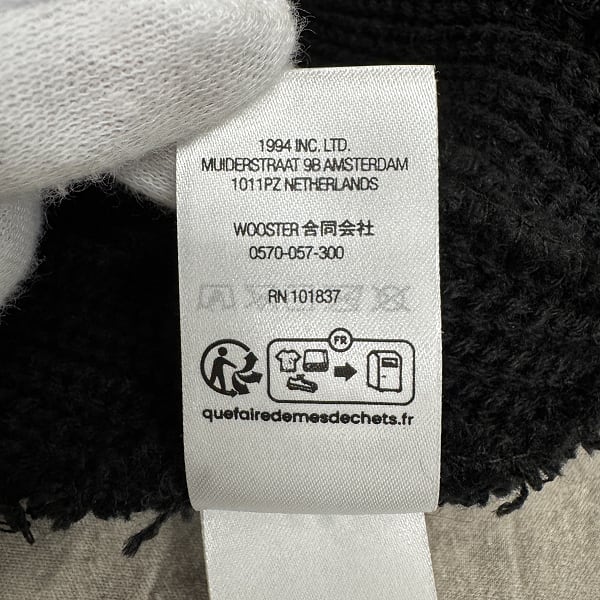 1994 INC. LTD.
MUIDERSTRAAT 9B AMSTERDAM
1011PZ NETHERLANDS
WOOSTER 合同会社
0570-057-300
RN 101837
FR
quefairedemesdechets.fr